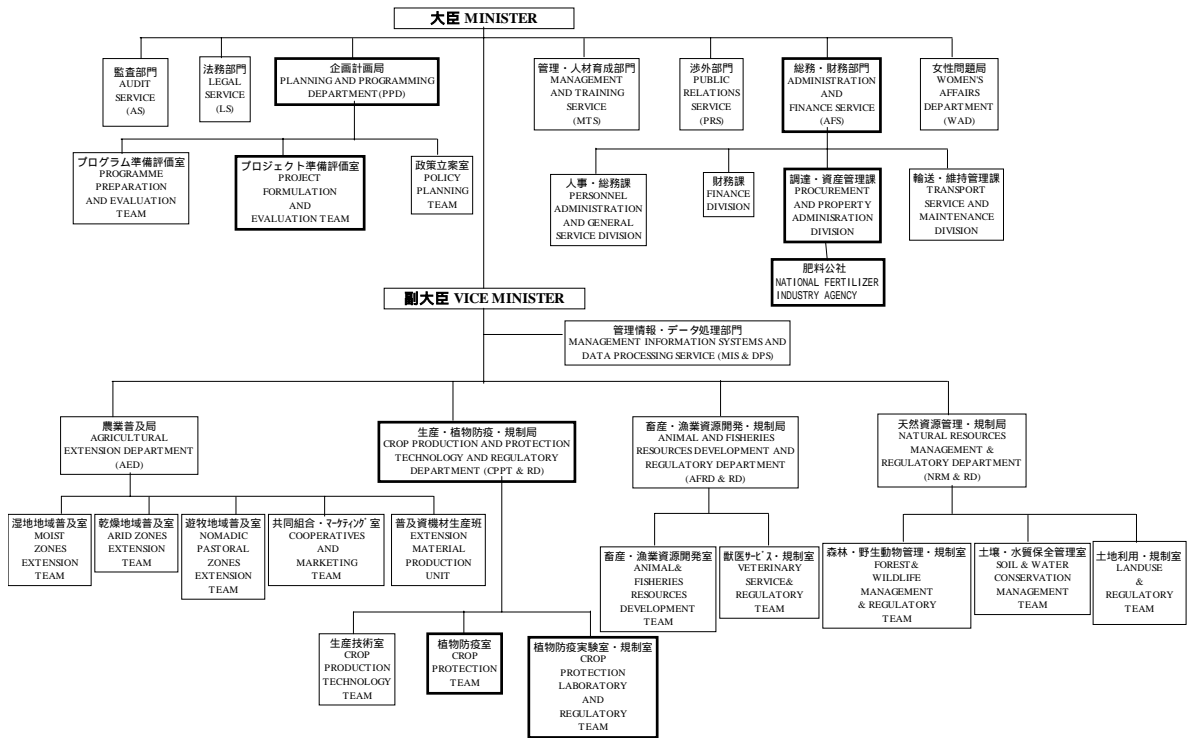 大臣 MINISTER
監査部門
AUDIT
SERVICE
(AS)
法務部門
LEGAL
SERVICE
(LS)
企画計画局
PLANNING AND PROGRAMMING
DEPARTMENT (PPD)
管理・人材育成部門
MANAGEMENT
AND TRAINING
SERVICE
(MTS)
渉外部門
PUBLIC
RELATIONS
SERVICE
(PRS)
総務・財務部門
ADMINISTRATION
AND
FINANCE SERVICE
(AFS)
女性問題局
WOMEN'S
AFFAIRS
DEPARTMENT
(WAD)
プログラム準備評価室
PROGRAMME
PREPARATION
AND EVALUATION
TEAM
プロジェクト準備評価室
PROJECT
FORMULATION
AND
EVALUATION TEAM
政策立案室
POLICY
PLANNING
TEAM
人事・総務課
PERSONNEL
ADMINISTRATION
AND GENERAL
SERVICE DIVISION
財務課
FINANCE
DIVISION
調達・資産管理課
PROCUREMENT
AND PROPERTY
ADMINISRATION
DIVISION
輸送・維持管理課
TRANSPORT
SERVICE AND
MAINTENANCE
DIVISION
肥料公社
NATIONAL FERTILIZER
INDUSTRY AGENCY
副大臣 VICE MINISTER
管理情報・データ処理部門
MANAGEMENT INFORMATION SYSTEMS AND
DATA PROCESSING SERVICE (MIS & DPS)
農業普及局
AGRICULTURAL
EXTENSION DEPARTMENT
(AED)
生産・植物防疫・規制局
CROP PRODUCTION AND PROTECTION
TECHNOLOGY AND REGULATORY
DEPARTMENT (CPPT & RD)
畜産・漁業資源開発・規制局
ANIMAL AND FISHERIES
RESOURCES DEVELOPMENT AND
REGULATORY DEPARTMENT
(AFRD & RD)
天然資源管理・規制局
NATURAL RESOURCES
MANAGEMENT &
REGULATORY DEPARTMENT
(NRM & RD)
湿地地域普及室
MOIST
ZONES
EXTENSION
TEAM
乾燥地域普及室
ARID ZONES
EXTENSION
TEAM
遊牧地域普及室
NOMADIC
PASTORAL
ZONES
EXTENSION
TEAM
共同組合・マーケティング室
COOPERATIVES
AND
MARKETING
TEAM
普及資機材生産班
EXTENSION
MATERIAL
PRODUCTION
UNIT
畜産・漁業資源開発室
ANIMAL&
FISHERIES
RESOURCES
DEVELOPMENT
TEAM
獣医サービス・規制室
VETERINARY
SERVICE&
REGULATORY
TEAM
森林・野生動物管理・規制室
FOREST&
WILDLIFE
MANAGEMENT
& REGULATORY
TEAM
土壌・水質保全管理室
SOIL & WATER
CONSERVATION
MANAGEMENT
TEAM
土地利用・規制室
LANDUSE
&
REGULATORY
TEAM
生産技術室
CROP
PRODUCTION
TECHNOLOGY
TEAM
植物防疫室
CROP
PROTECTION
TEAM
植物防疫実験室・規制室
CROP
PROTECTION
LABORATORY
AND
REGULATORY
TEAM